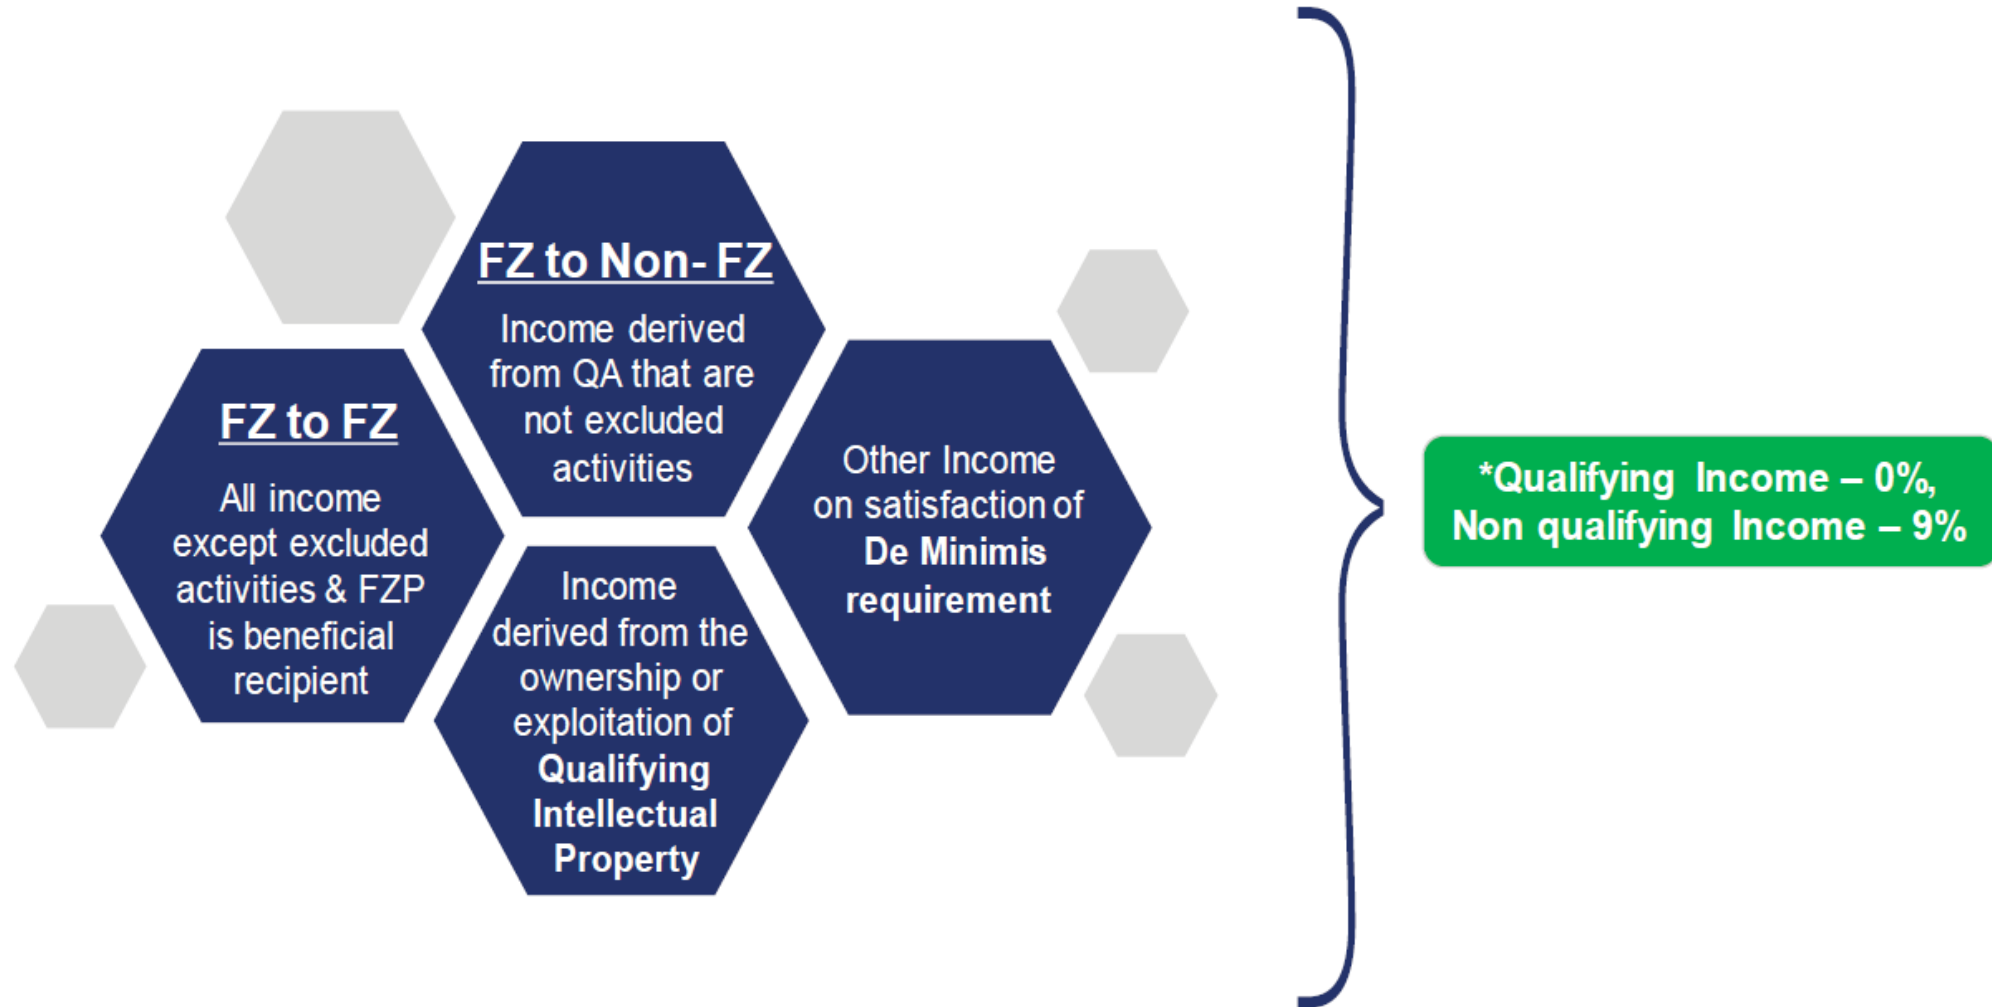 FZ to Non- FZ
Income derived
from QA that are
not excluded
activities
FZ to FZ
All income
except excluded
activities & FZP
is beneficial
recipient
Other Income
on satisfaction of
De Minimis
requirement
Income
derived from the
ownership or
exploitation of
Qualifying
Intellectual
Property
*Qualifying Income – 0%,
Non qualifying Income – 9%